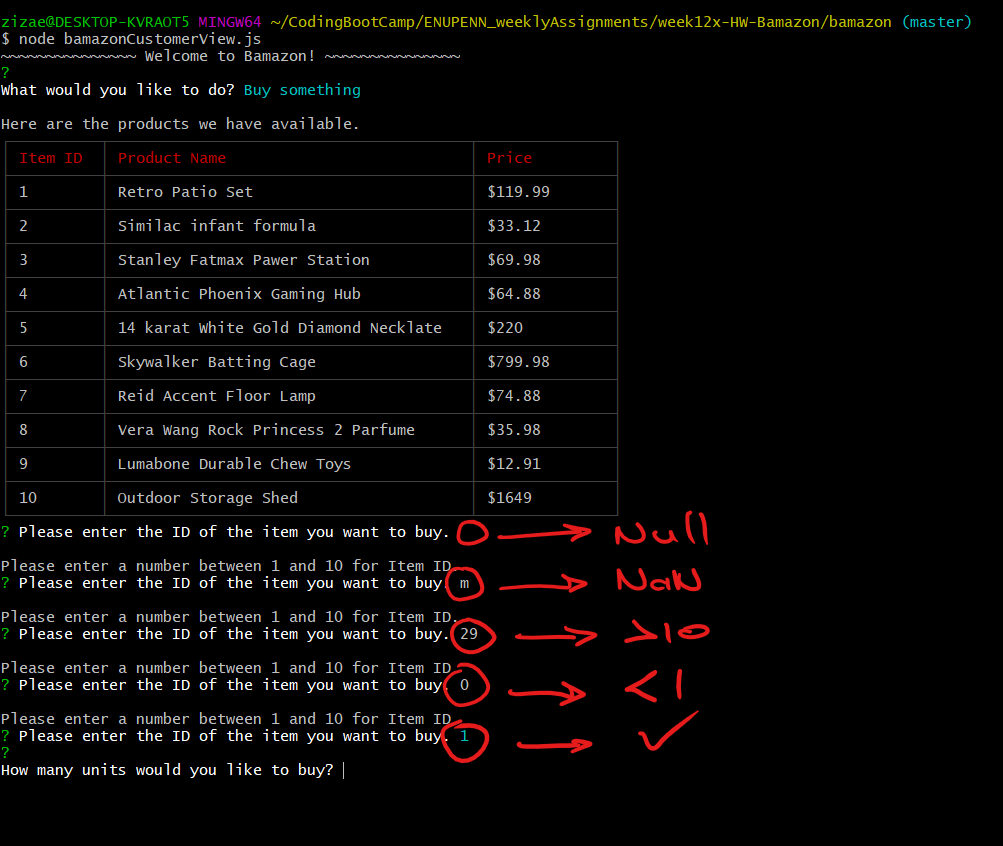 zizae@DESKTOP-KVRAOT5 MINGW64 ~/CodingBootCamp/ENUPENN_weeklyAssignments/week12x-HW-Bamazon/bamazon (master)
$ node bamazonCustomerView.js
~~~~~~~~~~~~~~~ Welcome to Bamazon! ~~~~~~~~~~~~~~~
?
What would you like to do? Buy something
Here are the products we have available.
Item ID Product Name Price
1 Retro Patio Set $119.99
2 Similac infant formula $33.12
3 Stanley Fatmax Pawer Station $69.98
4 Atlantic Phoenix Gaming Hub $64.88
5 14 karat White Gold Diamond Necklate $220
6 Skywalker Batting Cage $799.98
7 Reid Accent Floor Lamp $74.88
8 Vera Wang Rock Princess 2 Parfume $35.98
9 Lumabone Durable Chew Toys $12.91
10 Outdoor Storage Shed $1649
? Please enter the ID of the item you want to buy. Null
Please enter a number between 1 and 10 for Item ID.
? Please enter the ID of the item you want to buy. m NaN
Please enter a number between 1 and 10 for Item ID.
? Please enter the ID of the item you want to buy. 29 >10
Please enter a number between 1 and 10 for Item ID.
? Please enter the ID of the item you want to buy. 0 <1
Please enter a number between 1 and 10 for Item ID.
? Please enter the ID of the item you want to buy. 1 ✓
?
How many units would you like to buy?